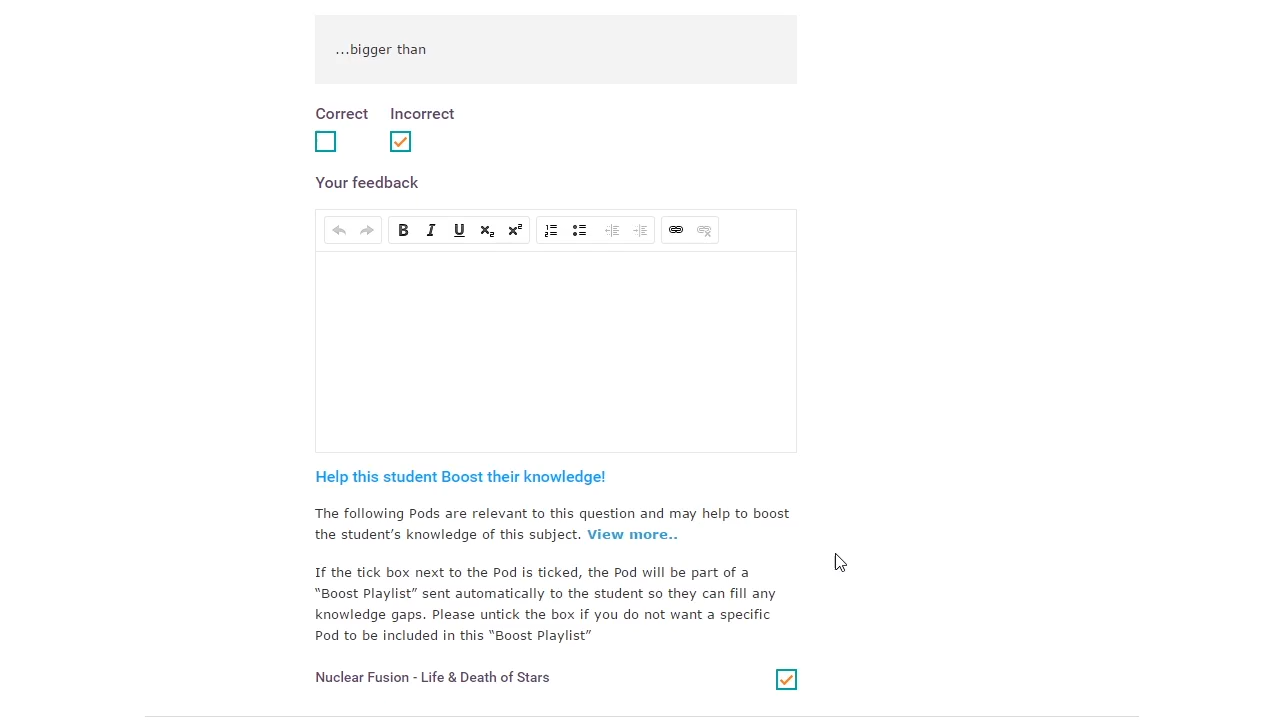 ...bigger than
Correct Incorrect
Your feedback
B I U x₂ x²
Help this student Boost their knowledge!
The following Pods are relevant to this question and may help to boost
the student’s knowledge of this subject. View more..
If the tick box next to the Pod is ticked, the Pod will be part of a
“Boost Playlist” sent automatically to the student so they can fill any
knowledge gaps. Please untick the box if you do not want a specific
Pod to be included in this “Boost Playlist”
Nuclear Fusion - Life & Death of Stars